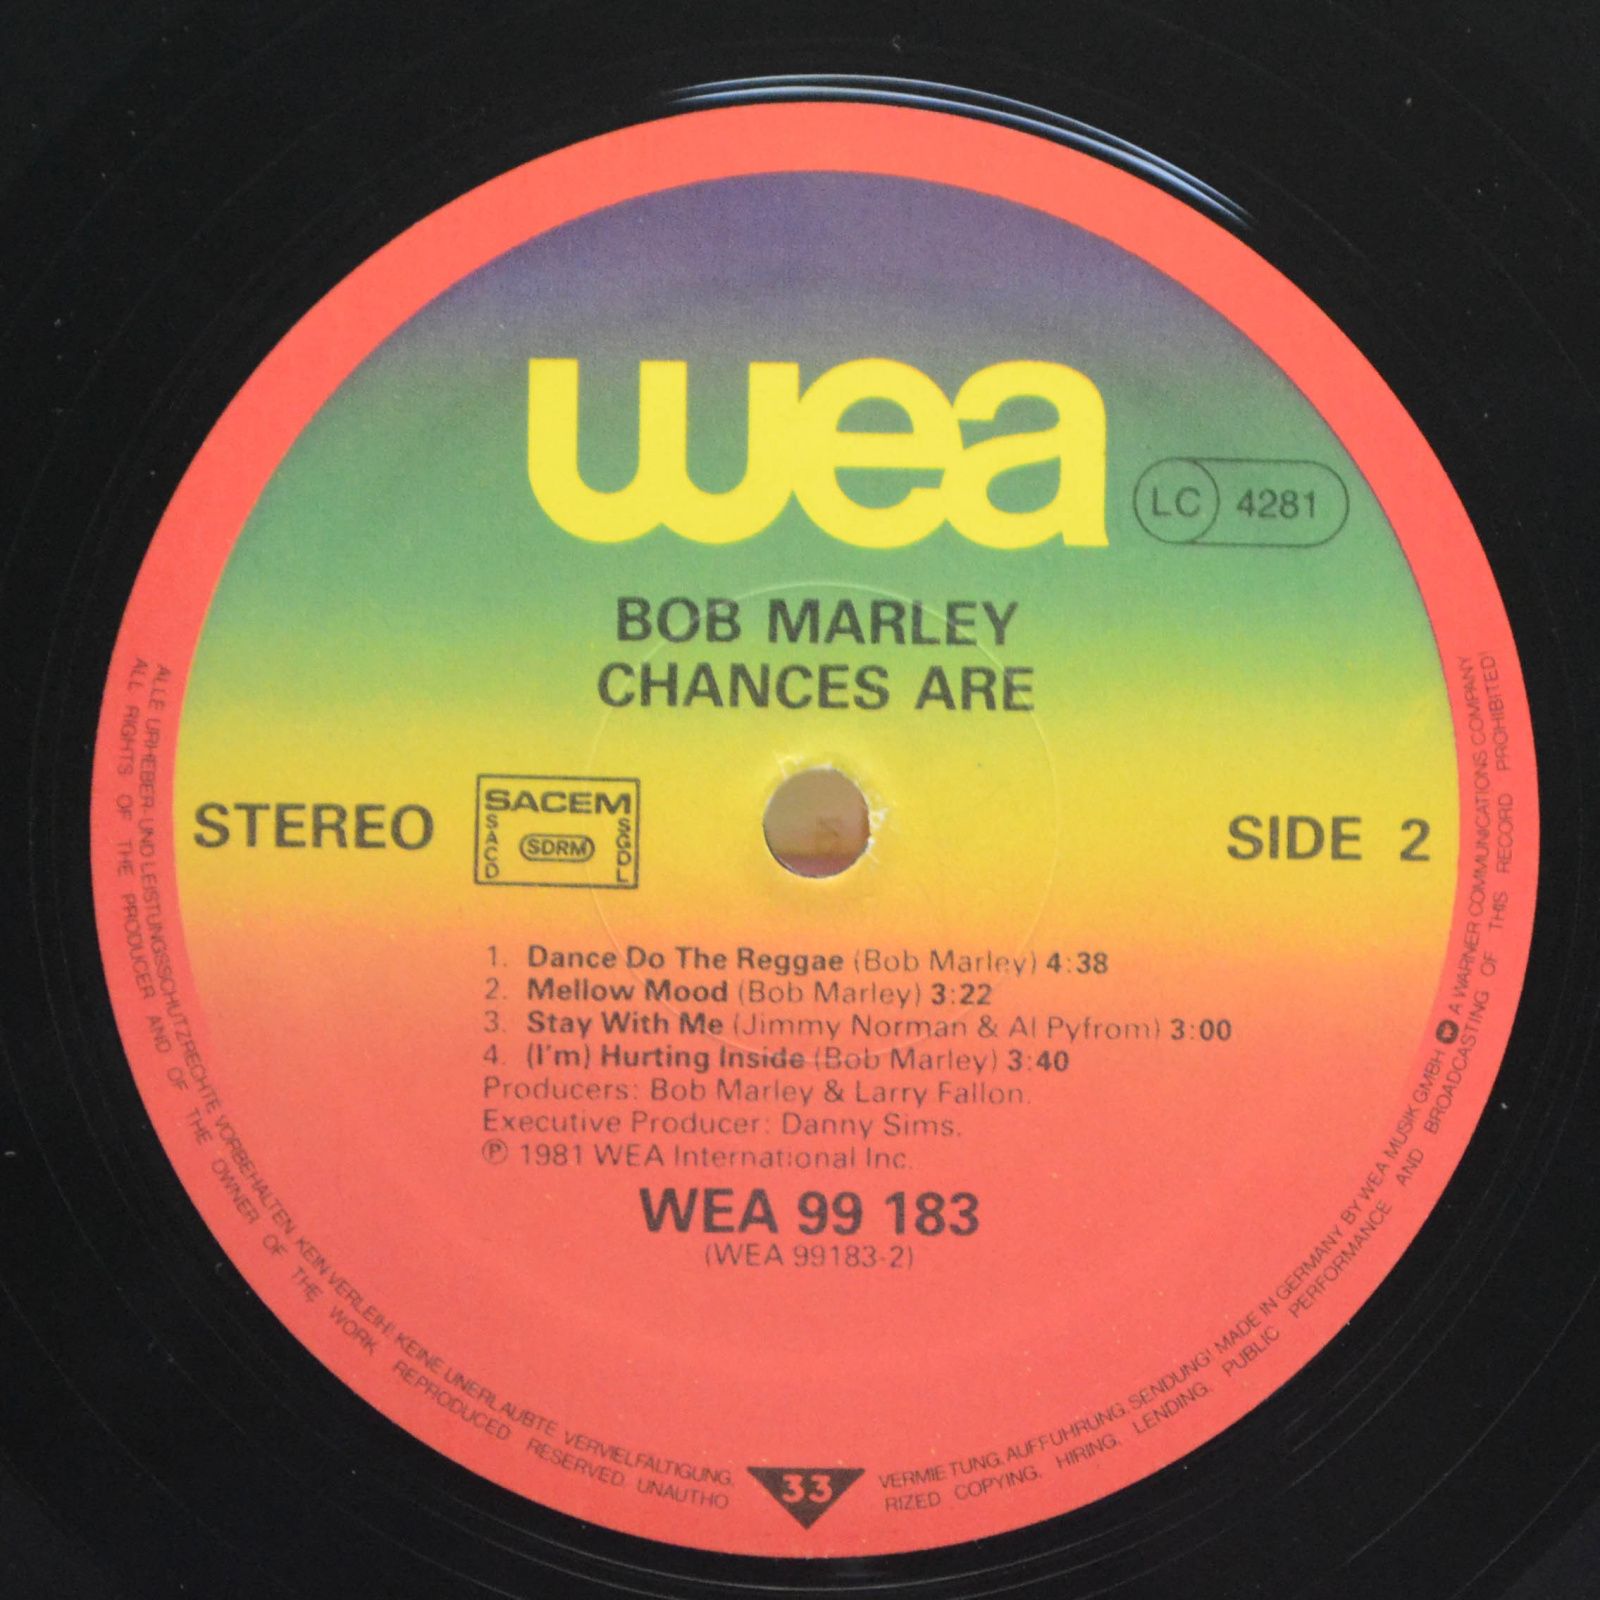 wea
LC 4281
BOB MARLEY
CHANCES ARE
STEREO
SACEM
SACD
SDRM
SGDL
SIDE 2
1. Dance Do The Reggae (Bob Marley) 4:38
2. Mellow Mood (Bob Marley) 3:22
3. Stay With Me (Jimmy Norman & Al Pyfrom) 3:00
4. (I'm) Hurting Inside (Bob Marley) 3:40
Producers: Bob Marley & Larry Fallon.
Executive Producer: Danny Sims.
℗ 1981 WEA International Inc.
WEA 99 183
(WEA 99183-2)
33
ALLE URHEBER- UND LEISTUNGSSCHUTZRECHTE VORBEHALTEN. KEIN VERLEIH! KEINE UNERLAUBTE VERVIELFÄLTIGUNG, VERMIETUNG, AUFFÜHRUNG, SENDUNG! MADE IN GERMANY BY WEA MUSIK GMBH A WARNER COMMUNICATIONS COMPANY
ALL RIGHTS OF THE PRODUCER AND OF THE OWNER OF THE WORK REPRODUCED RESERVED. UNAUTHORIZED COPYING, HIRING, LENDING, PUBLIC PERFORMANCE AND BROADCASTING OF THIS RECORD PROHIBITED!